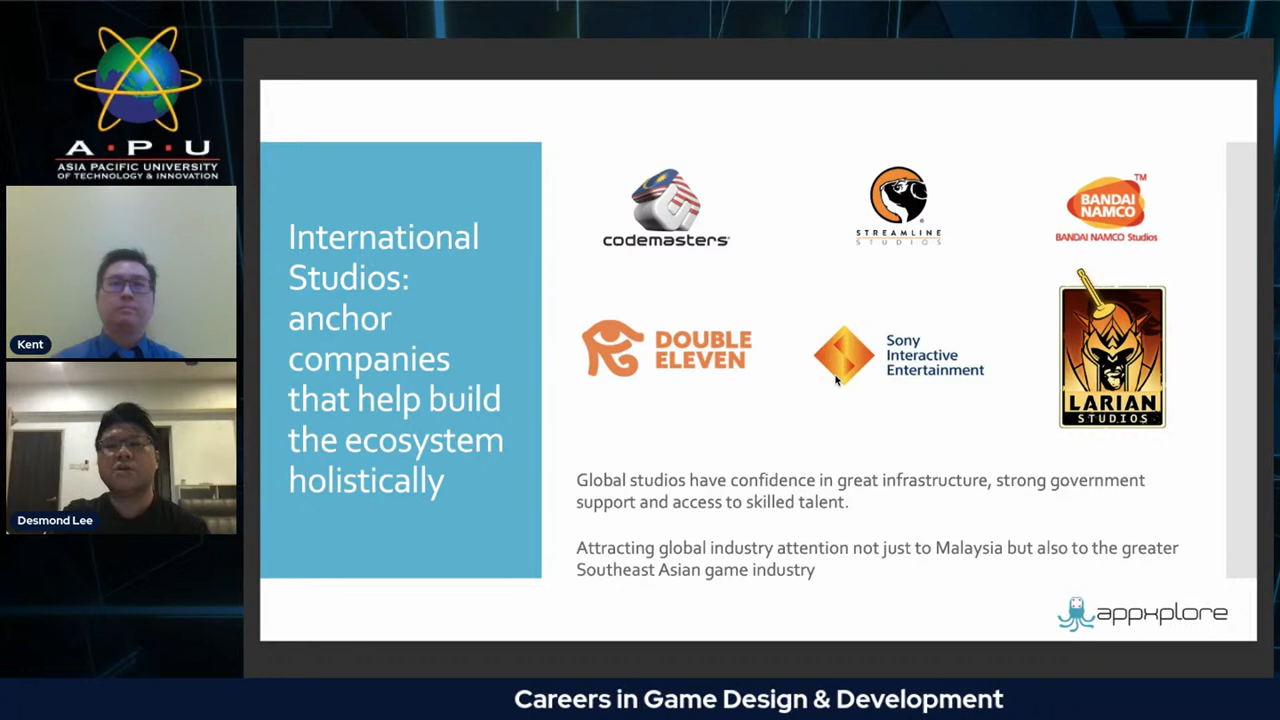 A·P·U
ASIA PACIFIC UNIVERSITY
OF TECHNOLOGY & INNOVATION
Kent
Desmond Lee
International
Studios:
anchor
companies
that help build
the ecosystem
holistically
codemasters®
STREAMLINE®
STUDIOS
BANDAI
NAMCO
TM
BANDAI NAMCO Studios
DOUBLE
ELEVEN
Sony
Interactive
Entertainment
LARIAN
STUDIOS
Global studios have confidence in great infrastructure, strong government
support and access to skilled talent.
Attracting global industry attention not just to Malaysia but also to the greater
Southeast Asian game industry
appxplore
Careers in Game Design & Development